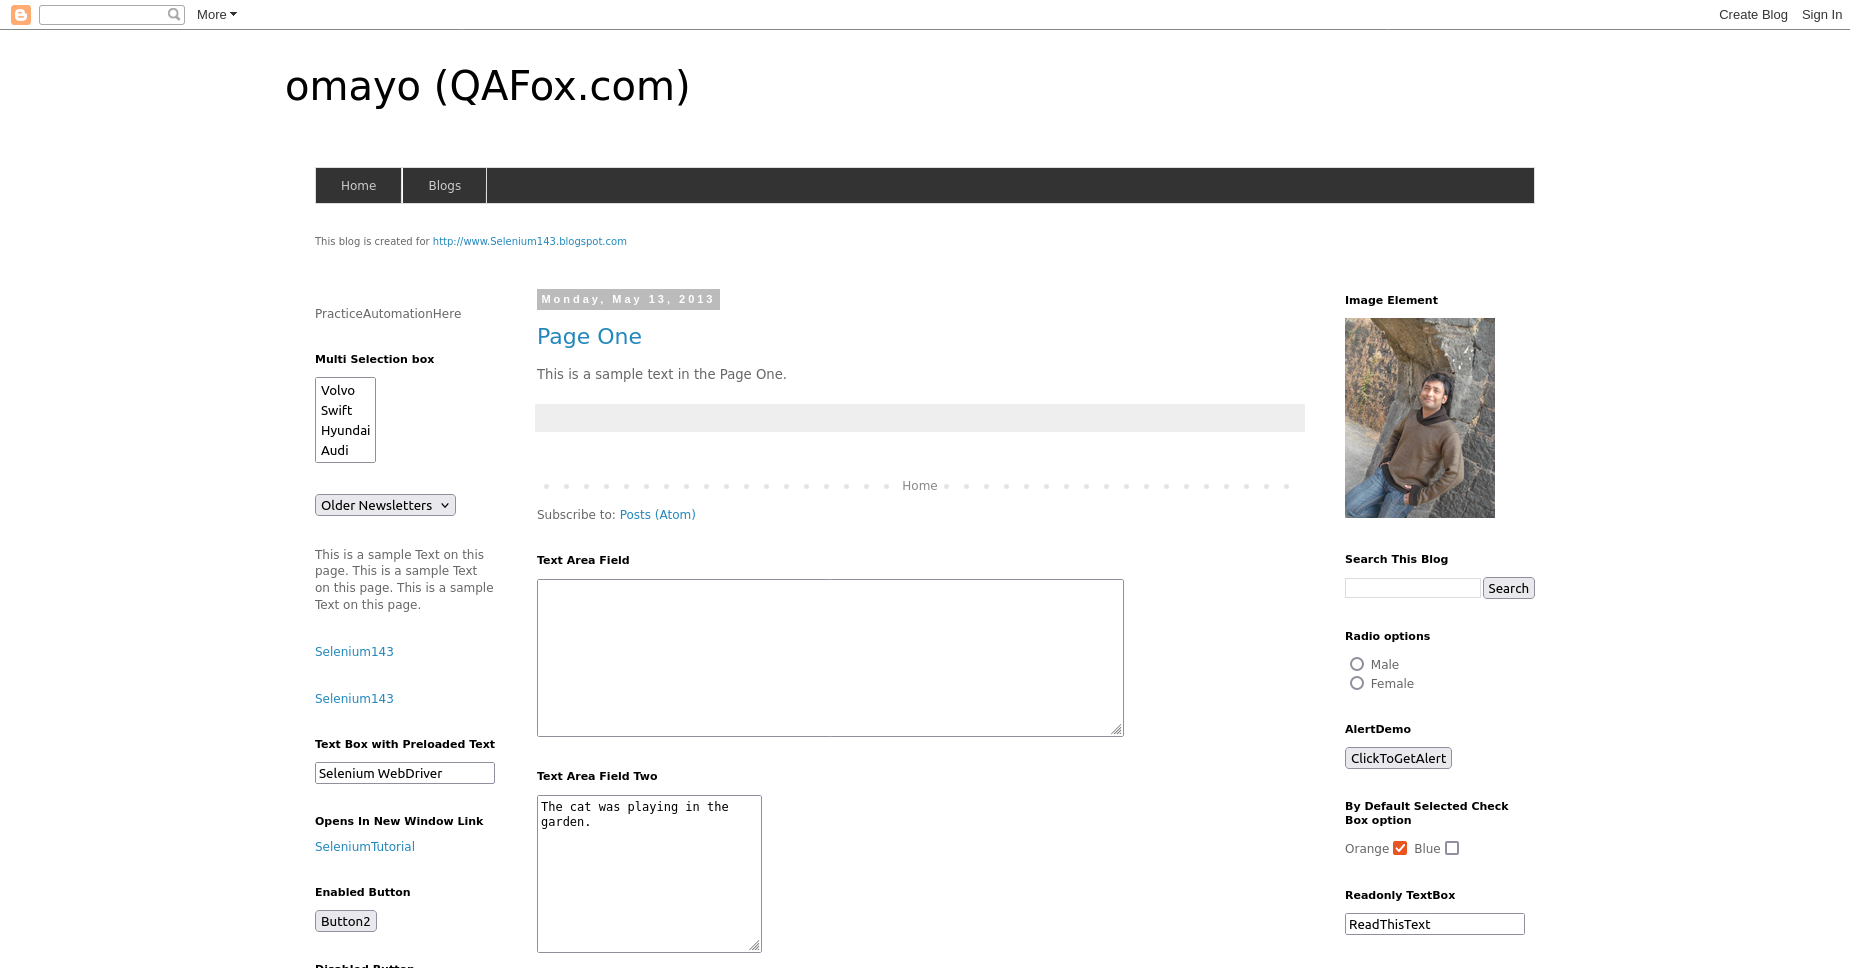 More
Create Blog
Sign In
omayo (QAFox.com)
Home
Blogs
This blog is created for http://www.Selenium143.blogspot.com
PracticeAutomationHere
Multi Selection box
Volvo
Swift
Hyundai
Audi
Older Newsletters
This is a sample Text on this
page. This is a sample Text
on this page. This is a sample
Text on this page.
Selenium143
Selenium143
Text Box with Preloaded Text
Selenium WebDriver
Opens In New Window Link
SeleniumTutorial
Enabled Button
Button2
Disabled Button
Monday, May 13, 2013
Page One
This is a sample text in the Page One.
Home
Subscribe to: Posts (Atom)
Text Area Field
Text Area Field Two
The cat was playing in the
garden.
Image Element
Search This Blog
Search
Radio options
Male
Female
AlertDemo
ClickToGetAlert
By Default Selected Check
Box option
Orange
Blue
Readonly TextBox
ReadThisText